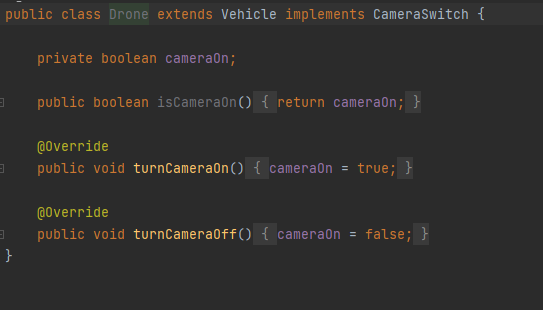 public class Drone extends Vehicle implements CameraSwitch {
private boolean cameraOn;
public boolean isCameraOn() { return cameraOn; }
@Override
public void turnCameraOn() { cameraOn = true; }
@Override
public void turnCameraOff() { cameraOn = false; }
}